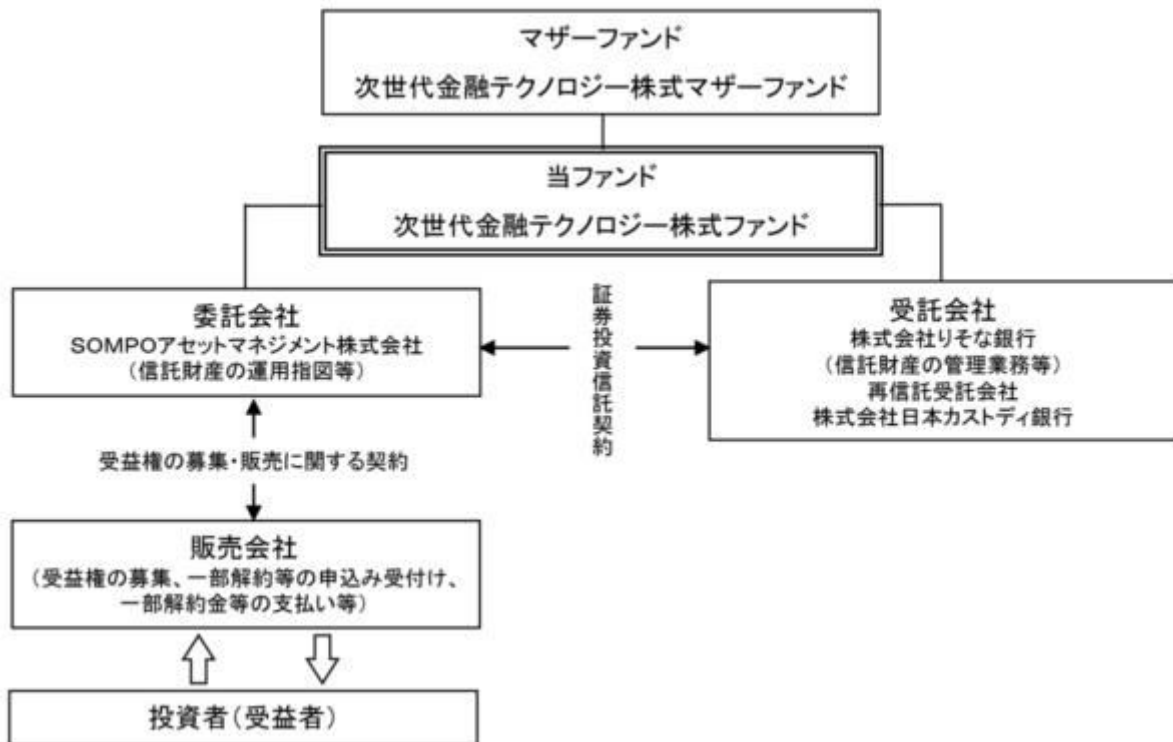 マザーファンド
次世代金融テクノロジー株式マザーファンド
当ファンド
次世代金融テクノロジー株式ファンド
委託会社
SOMPOアセットマネジメント株式会社
(信託財産の運用指図等)
証券投資信託契約
受託会社
株式会社りそな銀行
(信託財産の管理業務等)
再信託受託会社
株式会社日本カストディ銀行
受益権の募集・販売に関する契約
販売会社
(受益権の募集、一部解約等の申込み受付け、
一部解約金等の支払い等)
投資者(受益者)